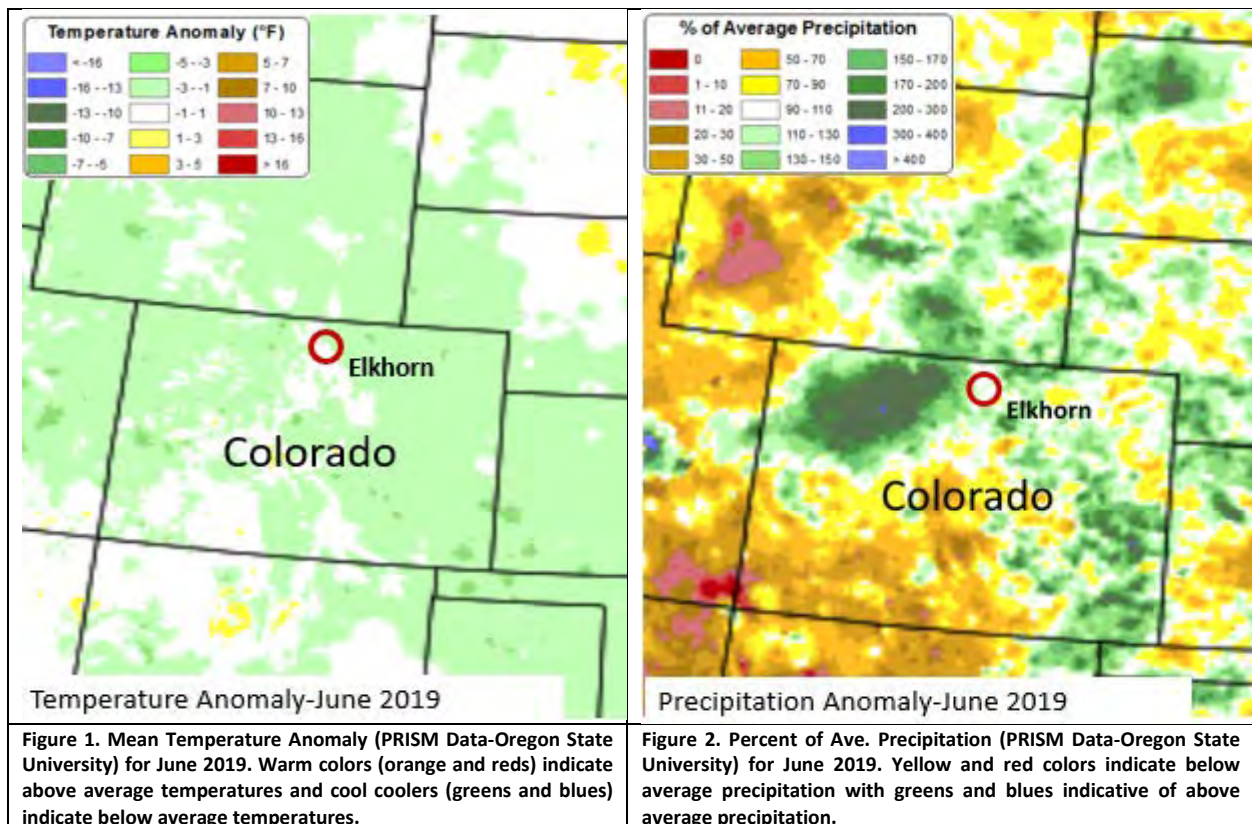 Temperature Anomaly (°F)
< -16
-16 - -13
-13 - -10
-10 - -7
-7 - -5
-5 - -3
-3 - -1
-1 - 1
1 - 3
3 - 5
5 - 7
7 - 10
10 - 13
13 - 16
> 16
Elkhorn
Colorado
Temperature Anomaly-June 2019
% of Average Precipitation
0
1 - 10
11 - 20
20 - 30
30 - 50
50 - 70
70 - 90
90 - 110
110 - 130
130 - 150
150 - 170
170 - 200
200 - 300
300 - 400
> 400
Elkhorn
Colorado
Precipitation Anomaly-June 2019
Figure 1. Mean Temperature Anomaly (PRISM Data-Oregon State
University) for June 2019. Warm colors (orange and reds) indicate
above average temperatures and cool coolers (greens and blues)
indicate below average temperatures.
Figure 2. Percent of Ave. Precipitation (PRISM Data-Oregon State
University) for June 2019. Yellow and red colors indicate below
average precipitation with greens and blues indicative of above
average precipitation.